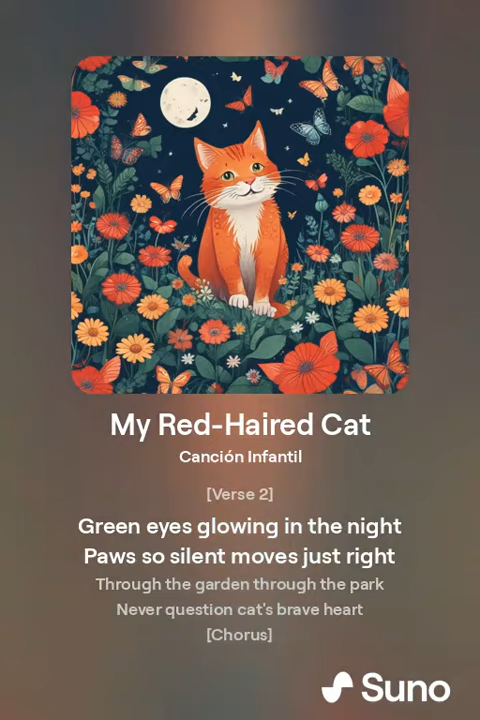 My Red-Haired Cat
Canción Infantil
[Verse 2]
Green eyes glowing in the night
Paws so silent moves just right
Through the garden through the park
Never question cat's brave heart
[Chorus]
Suno